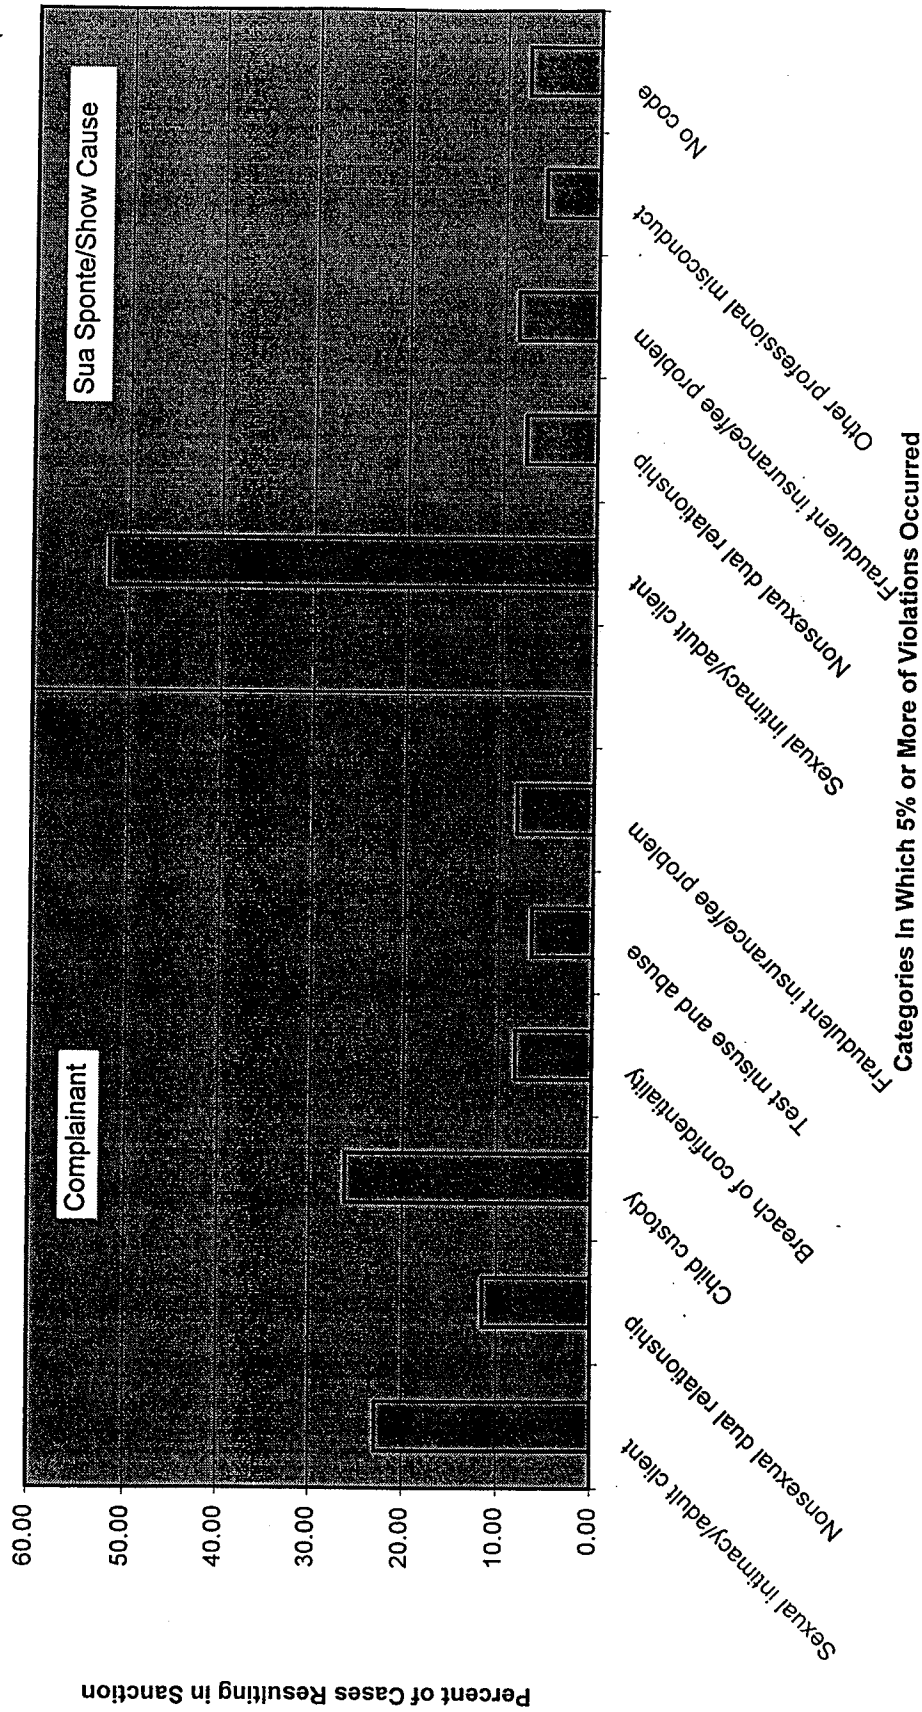 Complainant
Sua Sponte/Show Cause
Percent of Cases Resulting in Sanction
60.00
50.00
40.00
30.00
20.00
10.00
0.00
Sexual intimacy/adult client
Nonsexual dual relationship
Child custody
Breach of confidentiality
Test misuse and abuse
Fraudulent insurance/fee problem
Sexual intimacy/adult client
Nonsexual dual relationship
Fraudulent insurance/fee problem
Other professional misconduct
No code
Categories In Which 5% or More of Violations Occurred